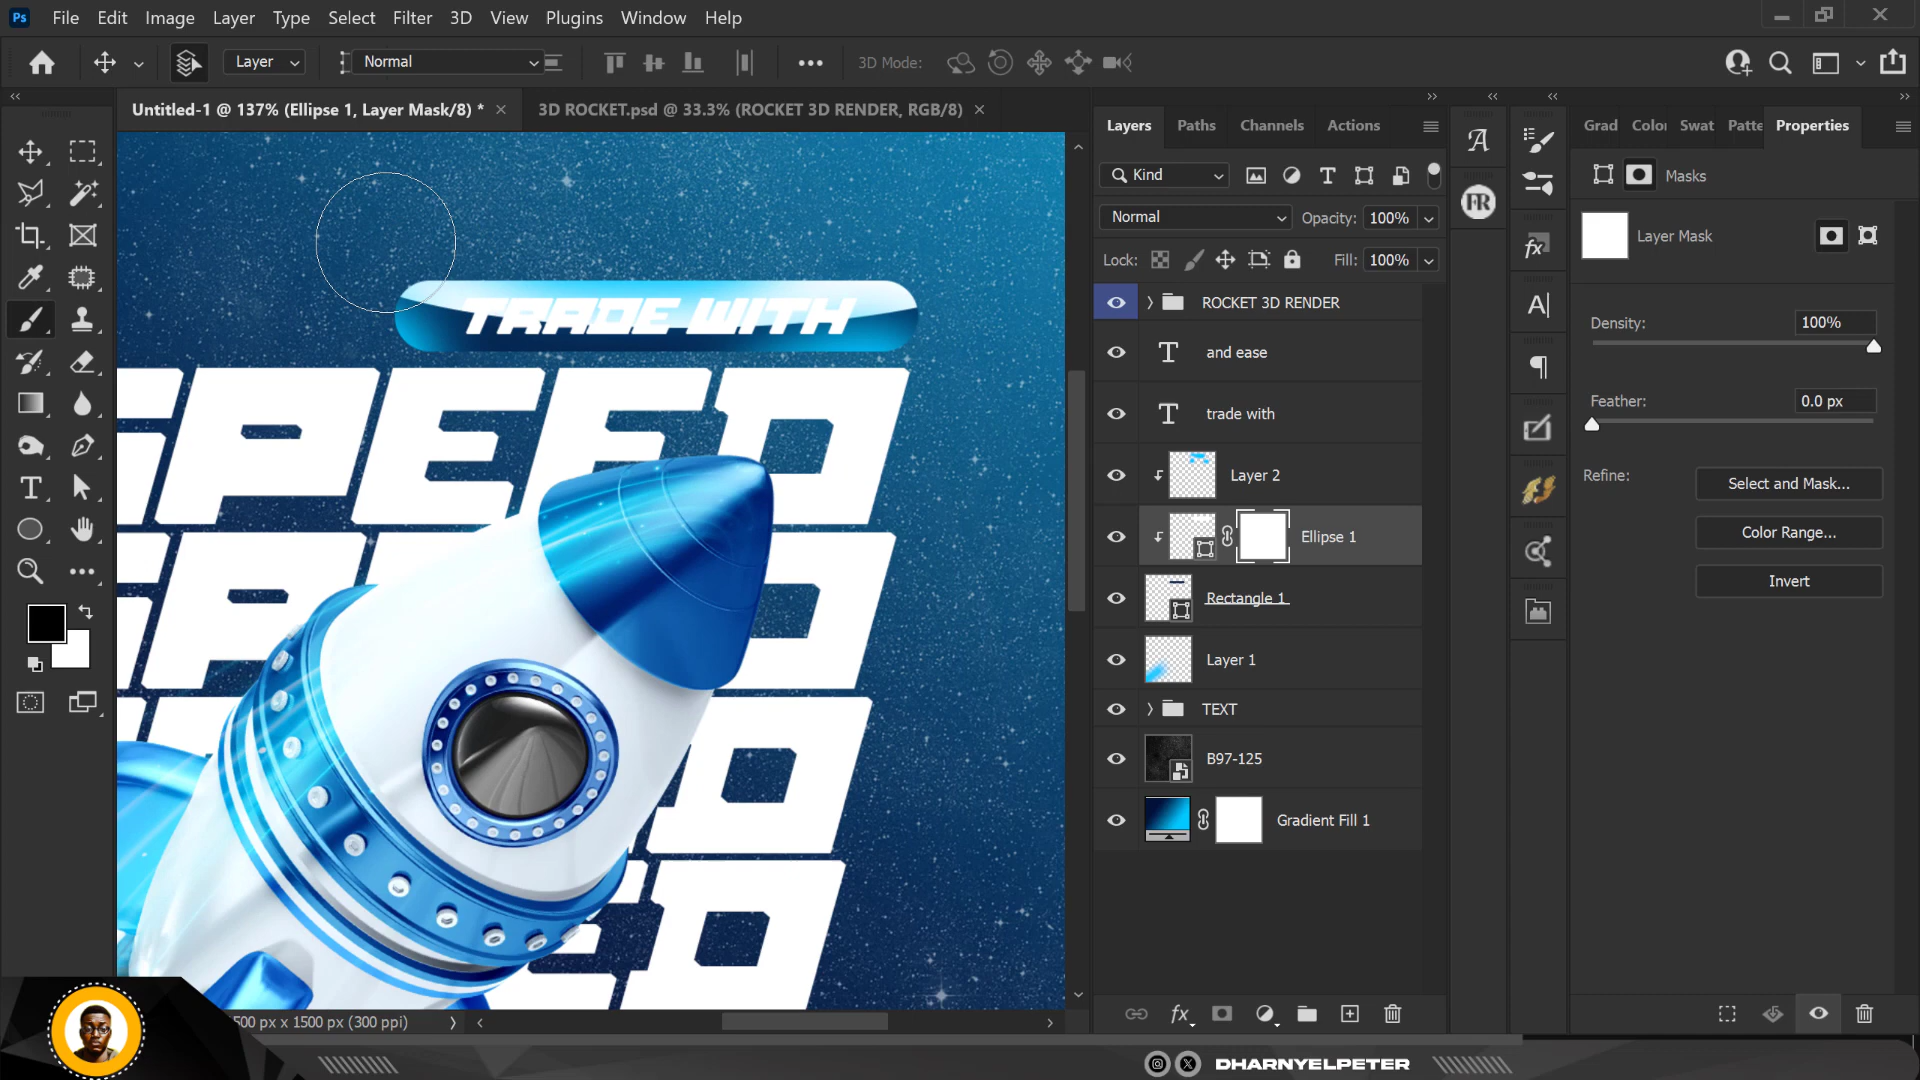 Ps File Edit Image Layer Type Select Filter 3D View Plugins Window Help
Layer Normal 3D Mode:
Untitled-1 @ 137% (Ellipse 1, Layer Mask/8) * 3D ROCKET.psd @ 33.3% (ROCKET 3D RENDER, RGB/8)
Layers Paths Channels Actions
Grad Color Swat Patte Properties
Kind
Masks
Normal Opacity: 100%
Layer Mask
Lock: Fill: 100%
ROCKET 3D RENDER
Density: 100%
and ease
Feather: 0.0 px
trade with
Layer 2
Refine: Select and Mask...
Ellipse 1
Color Range...
Rectangle 1
Invert
Layer 1
TEXT
B97-125
Gradient Fill 1
TRADE WITH
SPEED
500 px x 1500 px (300 ppi)
DHARNYELPETER